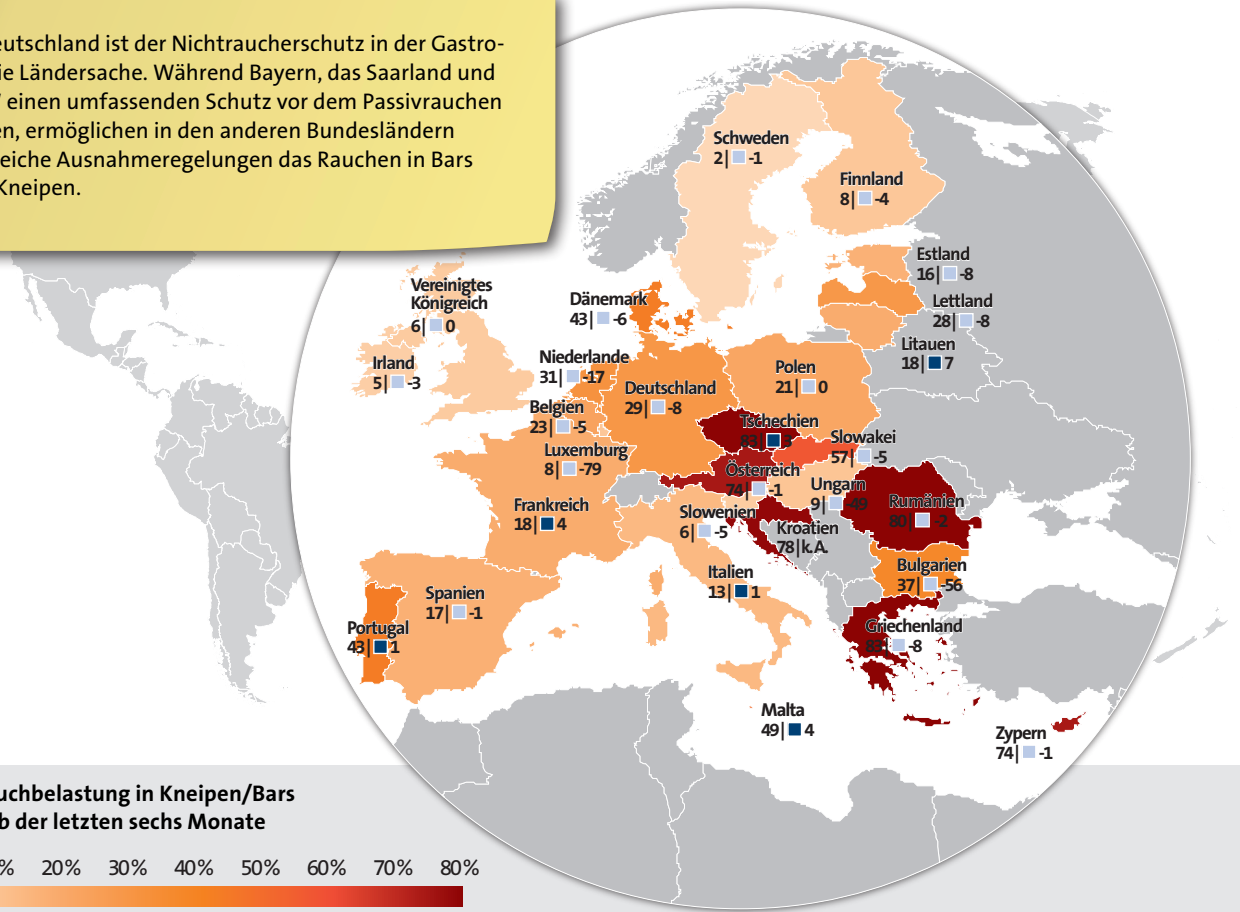 eutschland ist der Nichtraucherschutz in der Gastro-
ie Ländersache. Während Bayern, das Saarland und
einen umfassenden Schutz vor dem Passivrauchen
en, ermöglichen in den anderen Bundesländern
eiche Ausnahmeregelungen das Rauchen in Bars
Kneipen.
Schweden
2| -1
Finnland
8| -4
Estland
16| -8
Lettland
28| -8
Litauen
18| 7
Vereinigtes
Königreich
6| 0
Irland
5| -3
Dänemark
43| -6
Niederlande
31| -17
Belgien
23| -5
Luxemburg
8| -79
Deutschland
29| -8
Polen
21| 0
Tschechien
83| 3
Slowakei
57| -5
Österreich
74| -1
Ungarn
9| -49
Rumänien
80| -2
Frankreich
18| 4
Slowenien
6| -5
Kroatien
78|k.A.
Italien
13| 1
Bulgarien
37| -56
Spanien
17| -1
Portugal
43| 1
Griechenland
83| -8
Malta
49| 4
Zypern
74| -1
uchbelastung in Kneipen/Bars
b der letzten sechs Monate
% 20% 30% 40% 50% 60% 70% 80%